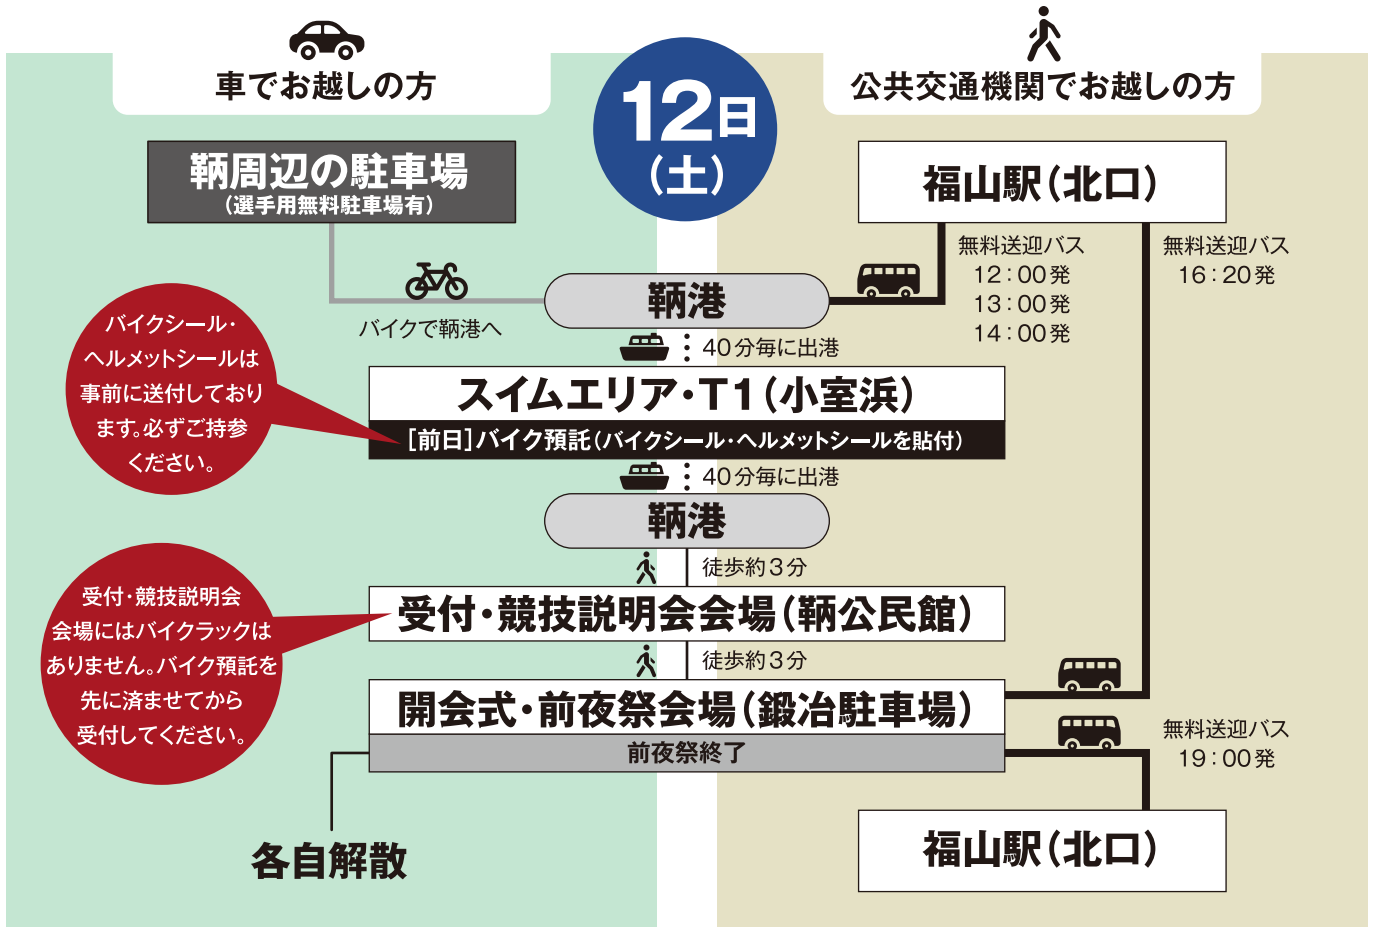 車でお越しの方
12日
(土)
公共交通機関でお越しの方
鞆周辺の駐車場
(選手用無料駐車場有)
福山駅(北口)
無料送迎バス
12:00発
13:00発
14:00発
無料送迎バス
16:20発
バイクで鞆港へ
鞆港
40分毎に出港
バイクシール・
ヘルメットシールは
事前に送付しており
ます。必ずご持参
ください。
スイムエリア・T1(小室浜)
[前日]バイク預託(バイクシール・ヘルメットシールを貼付)
40分毎に出港
鞆港
徒歩約3分
受付・競技説明会
会場にはバイクラックは
ありません。バイク預託を
先に済ませてから
受付してください。
受付・競技説明会会場(鞆公民館)
徒歩約3分
開会式・前夜祭会場(鍛冶駐車場)
前夜祭終了
無料送迎バス
19:00発
各自解散
福山駅(北口)